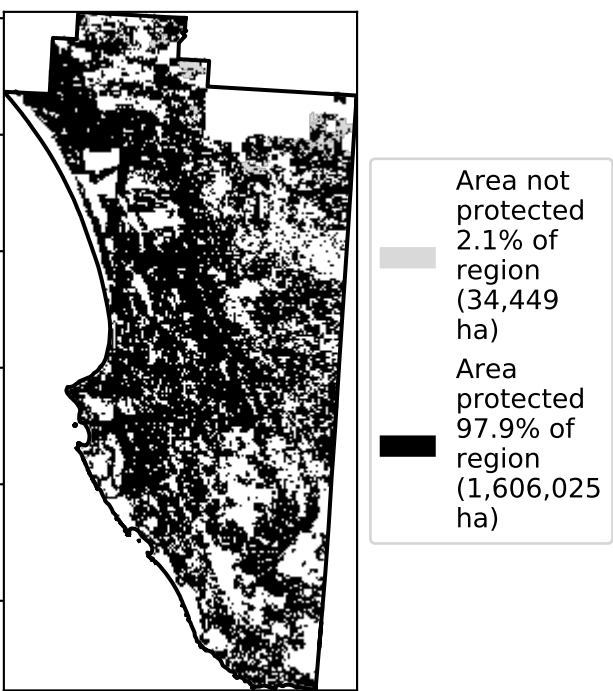 Area not
protected
2.1% of
region
(34,449
ha)
Area
protected
97.9% of
region
(1,606,025
ha)